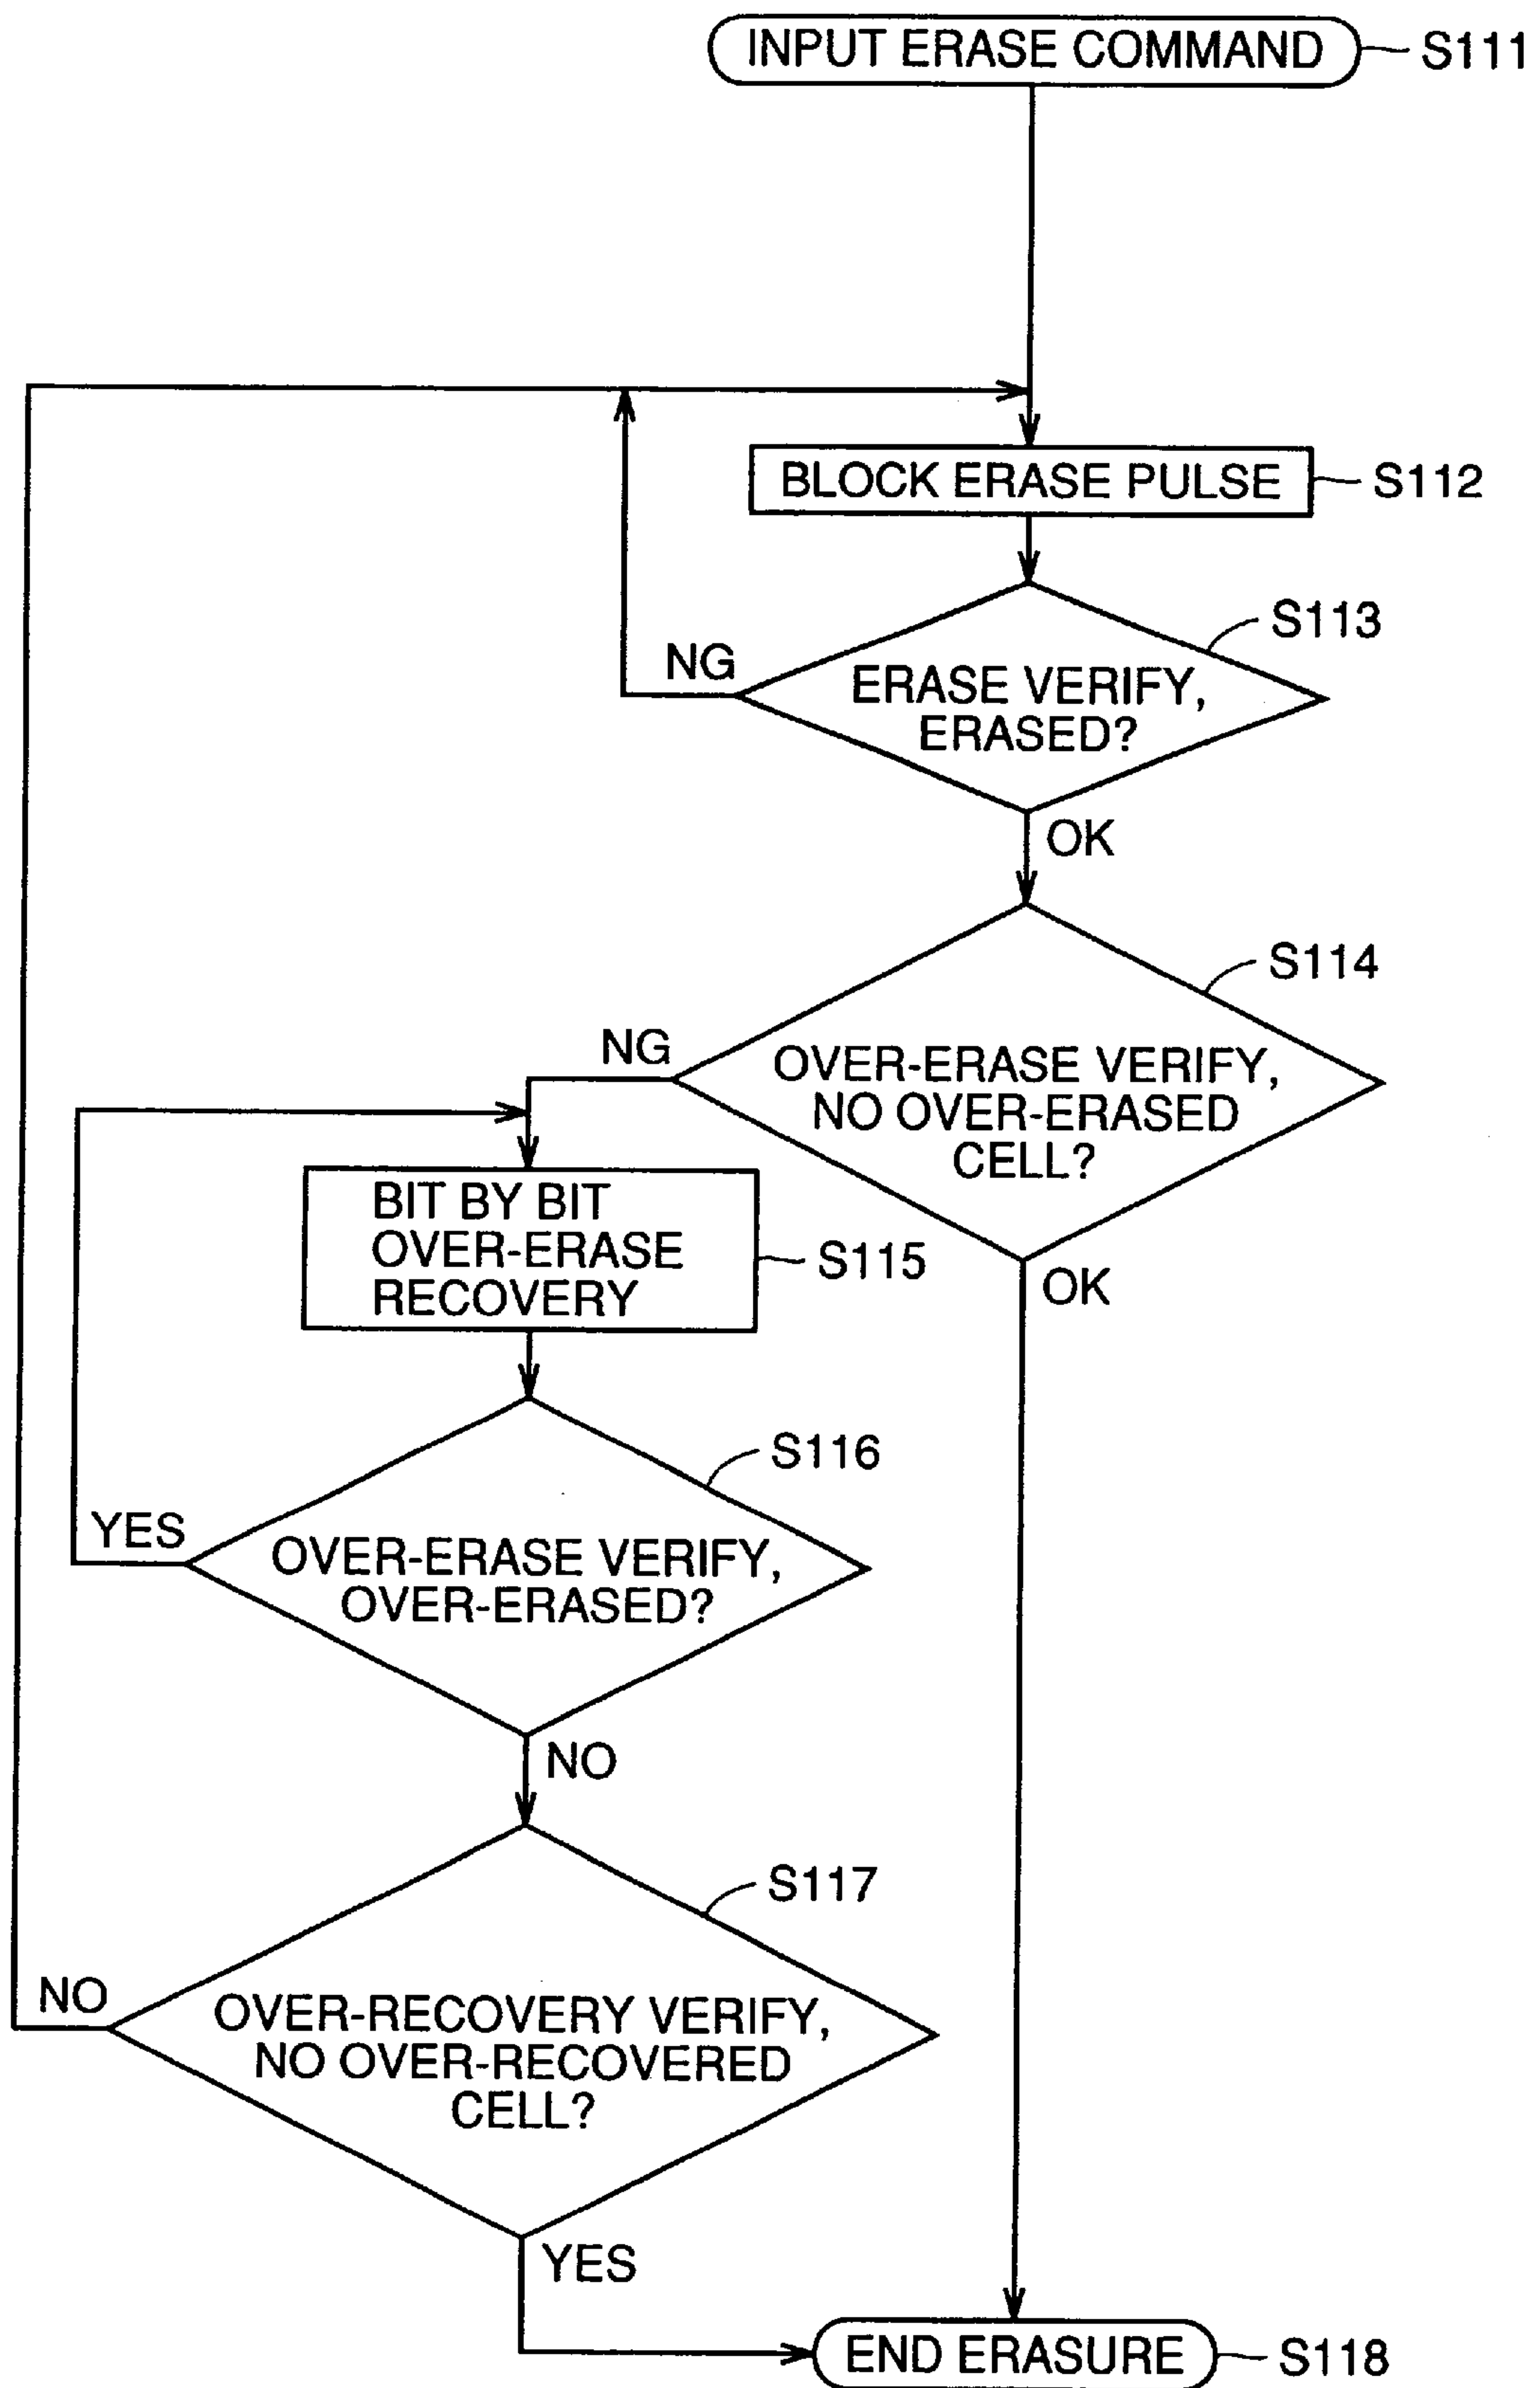 INPUT ERASE COMMAND
S111
BLOCK ERASE PULSE
S112
S113
NG
ERASE VERIFY,
ERASED?
OK
S114
NG
OVER-ERASE VERIFY,
NO OVER-ERASED
CELL?
OK
BIT BY BIT
OVER-ERASE
RECOVERY
S115
S116
YES
OVER-ERASE VERIFY,
OVER-ERASED?
NO
S117
NO
OVER-RECOVERY VERIFY,
NO OVER-RECOVERED
CELL?
YES
END ERASURE
S118